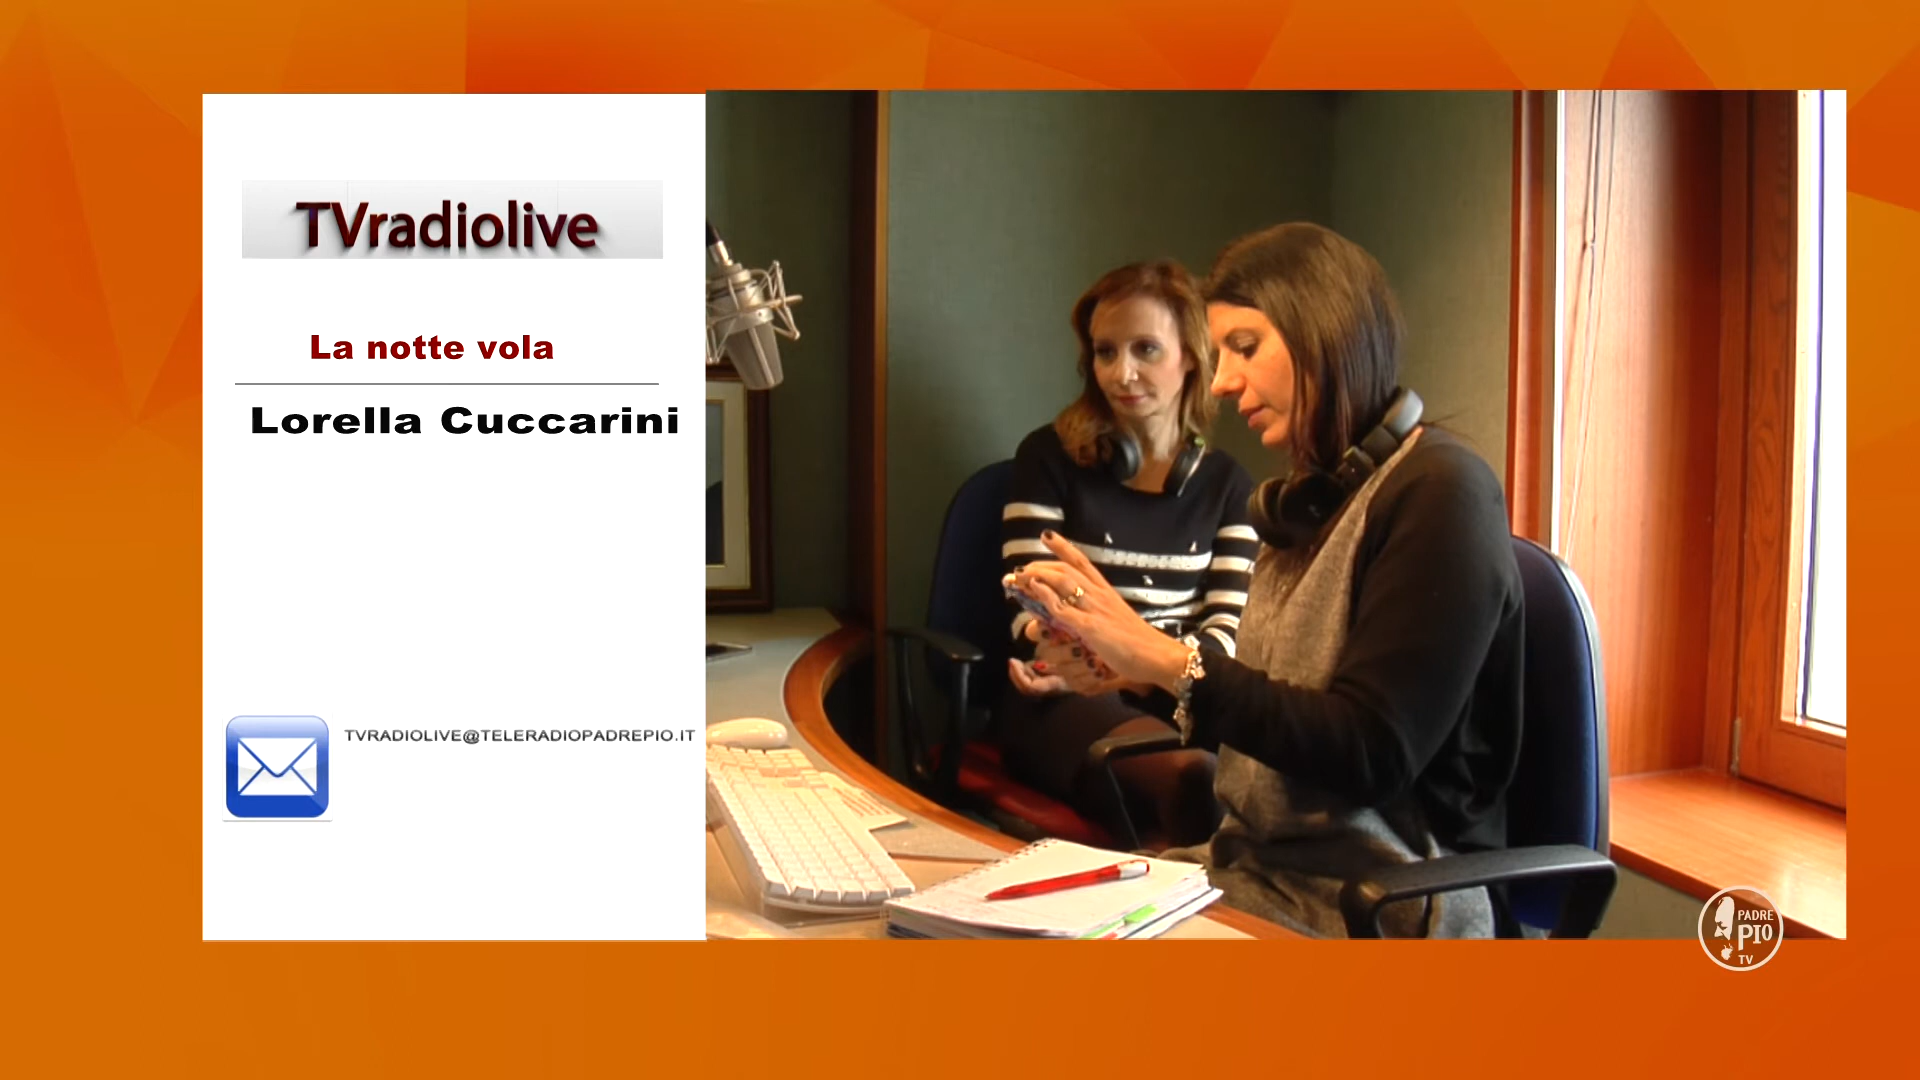 TVradiolive
La notte vola
Lorella Cuccarini
TVRADIOLIVE@TELERADIOPADREPIO.IT
PADRE
PIO
TV